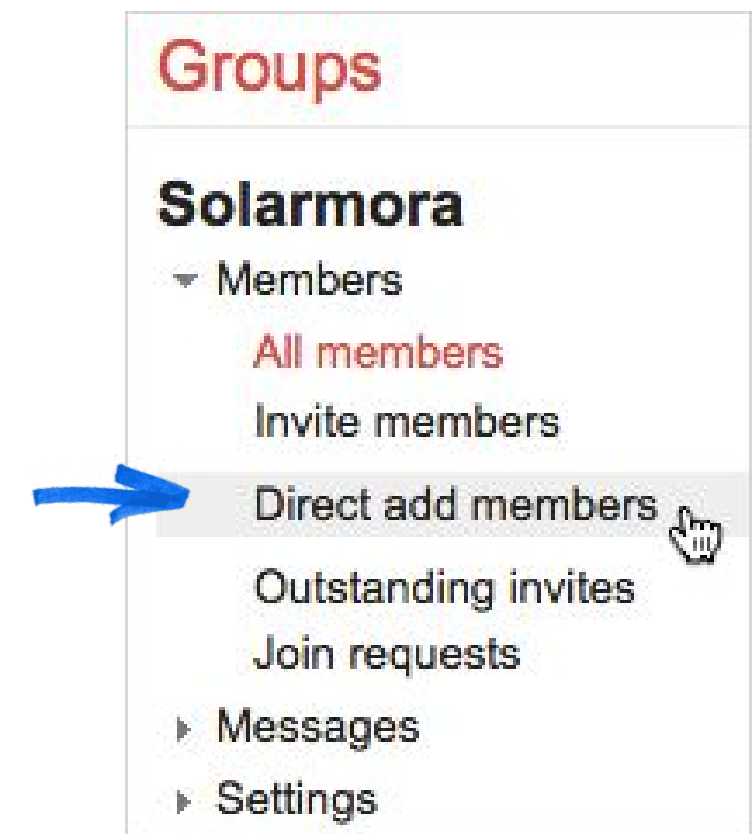 Groups
Solarmora
Members
All members
Invite members
Direct add members
Outstanding invites
Join requests
Messages
Settings